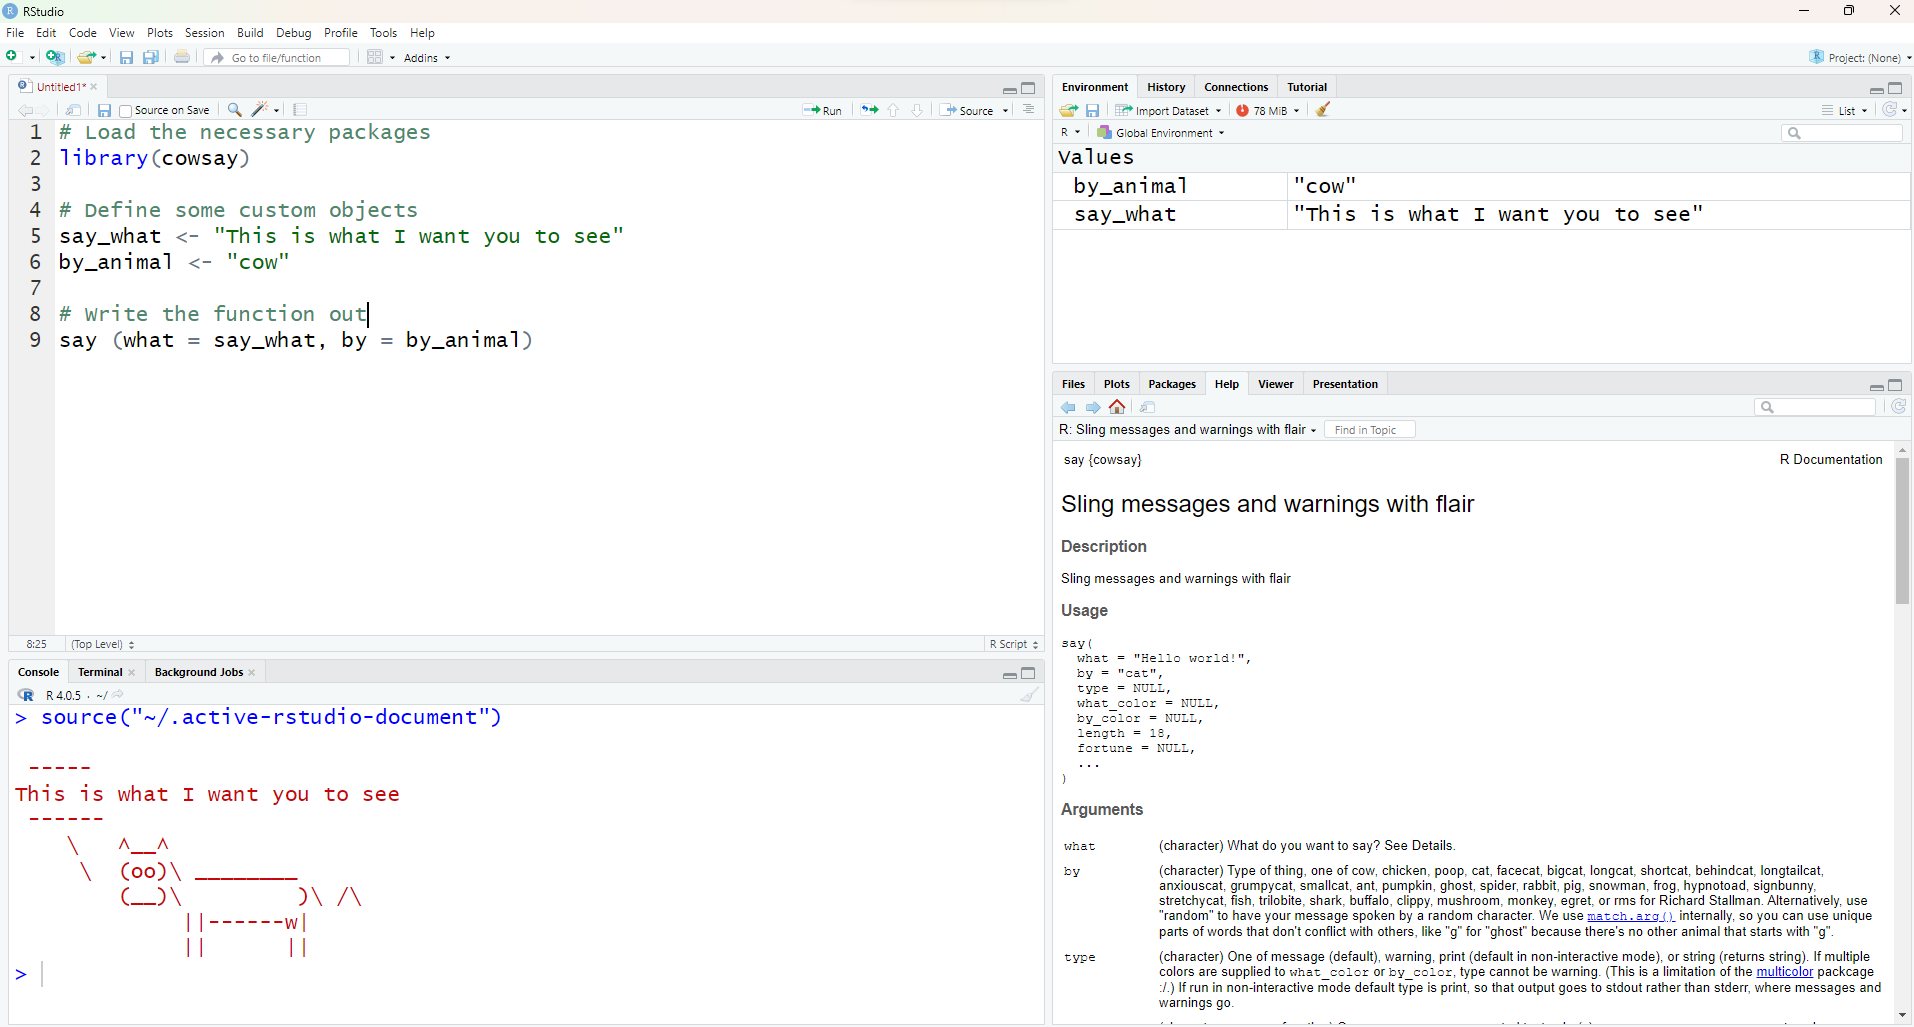 RStudio
File Edit Code View Plots Session Build Debug Profile Tools Help
Go to file/function Addins Project: (None)
Untitled1*
Source on Save Run Source
1 # Load the necessary packages
2 library(cowsay)
3
4 # Define some custom objects
5 say_what <- "This is what I want you to see"
6 by_animal <- "cow"
7
8 # Write the function out
9 say (what = say_what, by = by_animal)
8:25 (Top Level) R Script
Console Terminal Background Jobs
R 4.0.5 · ~/
> source("~/.active-rstudio-document")
 -----
This is what I want you to see
 ------
    \   ^__^
     \  (oo)\ ________
        (__)\         )\ /\
             ||------w|
             ||      ||
>
Environment History Connections Tutorial
Import Dataset 78 MiB List
R Global Environment
Values
by_animal "cow"
say_what "This is what I want you to see"
Files Plots Packages Help Viewer Presentation
R: Sling messages and warnings with flair Find in Topic
say {cowsay} R Documentation
Sling messages and warnings with flair
Description
Sling messages and warnings with flair
Usage
say(
  what = "Hello world!",
  by = "cat",
  type = NULL,
  what_color = NULL,
  by_color = NULL,
  length = 18,
  fortune = NULL,
  ...
)
Arguments
what (character) What do you want to say? See Details.
by (character) Type of thing, one of cow, chicken, poop, cat, facecat, bigcat, longcat, shortcat, behindcat, longtailcat,
anxiouscat, grumpycat, smallcat, ant, pumpkin, ghost, spider, rabbit, pig, snowman, frog, hypnotoad, signbunny,
stretchycat, fish, trilobite, shark, buffalo, clippy, mushroom, monkey, egret, or rms for Richard Stallman. Alternatively, use
"random" to have your message spoken by a random character. We use match.arg() internally, so you can use unique
parts of words that don't conflict with others, like "g" for "ghost" because there's no other animal that starts with "g".
type (character) One of message (default), warning, print (default in non-interactive mode), or string (returns string). If multiple
colors are supplied to what_color or by_color, type cannot be warning. (This is a limitation of the multicolor packcage
:/.) If run in non-interactive mode default type is print, so that output goes to stdout rather than stderr, where messages and
warnings go.